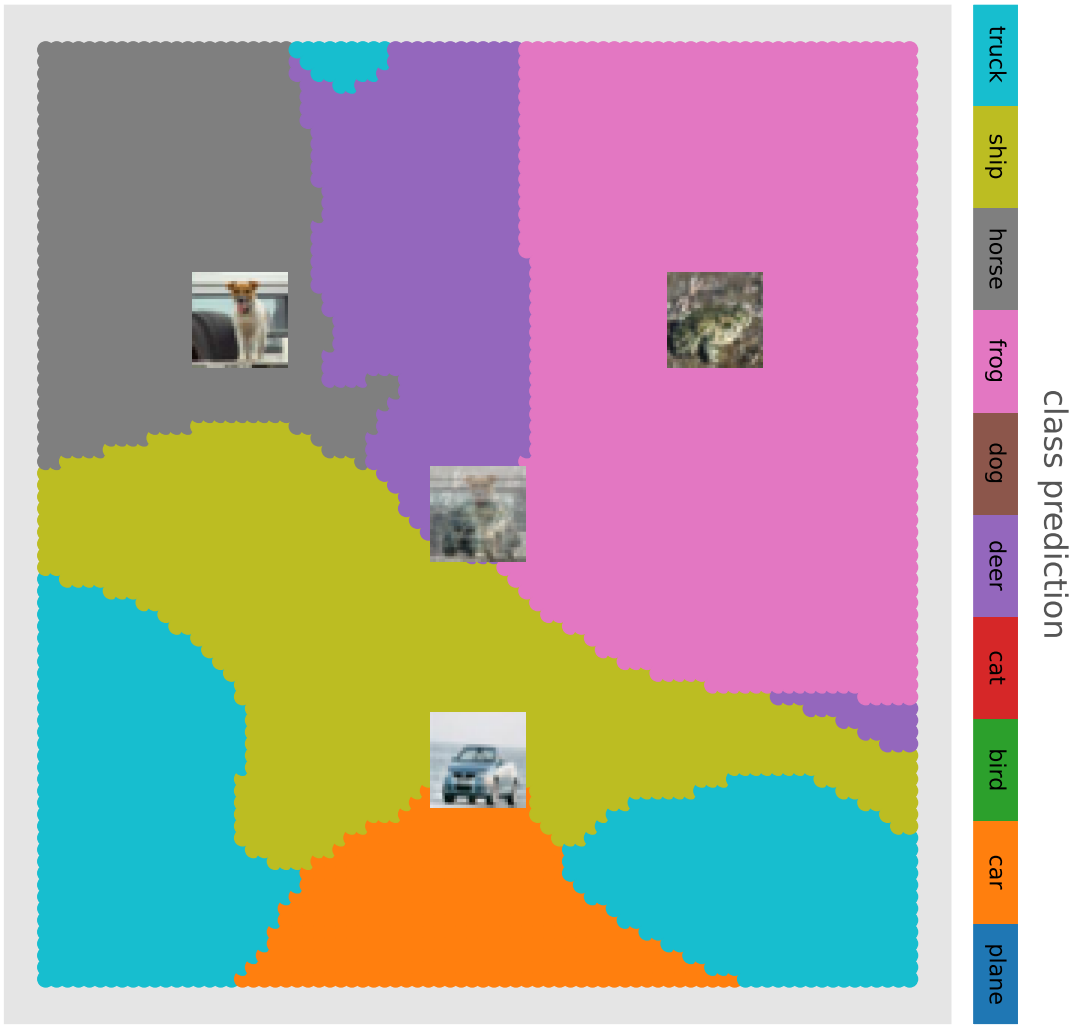 truck
ship
horse
frog
dog
deer
cat
bird
car
plane
class prediction